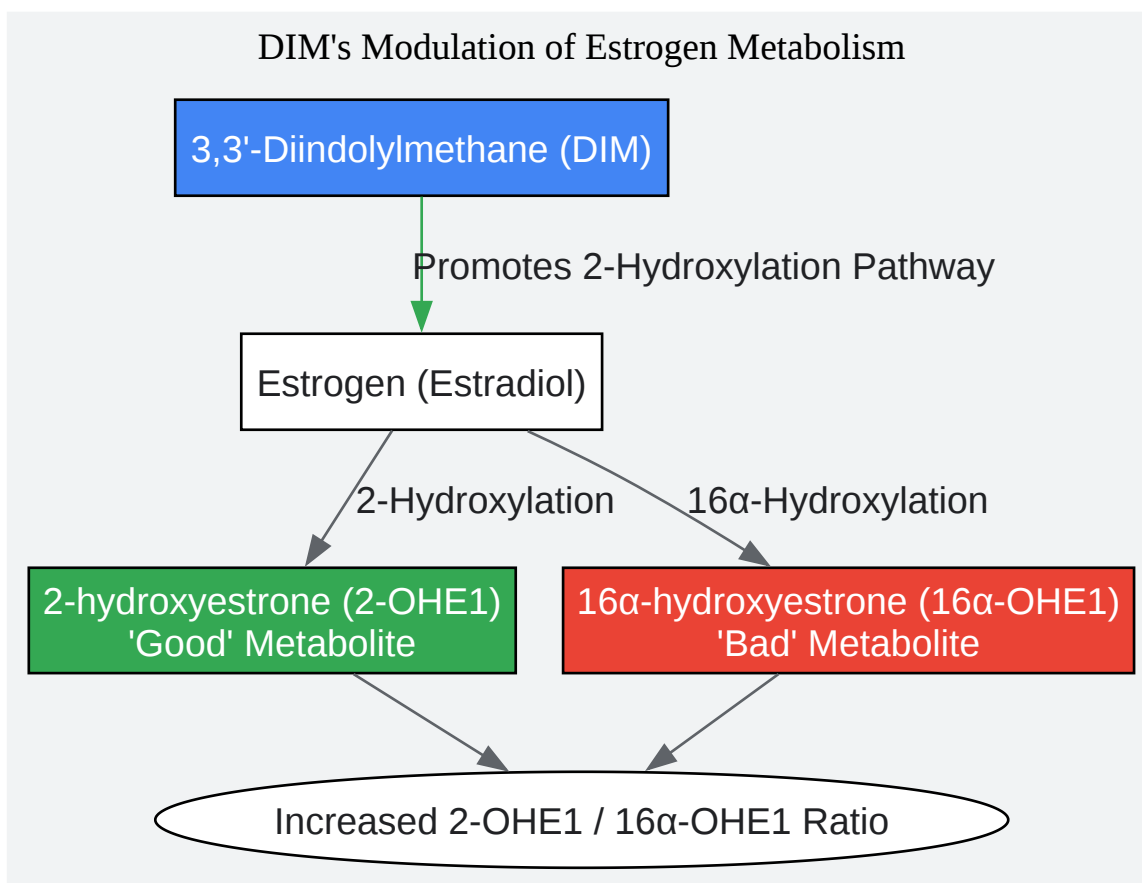 DIM's Modulation of Estrogen Metabolism
3,3'-Diindolylmethane (DIM)
Promotes 2-Hydroxylation Pathway
Estrogen (Estradiol)
2-Hydroxylation
16α-Hydroxylation
2-hydroxyestrone (2-OHE1)
'Good' Metabolite
16α-hydroxyestrone (16α-OHE1)
'Bad' Metabolite
Increased 2-OHE1 / 16α-OHE1 Ratio